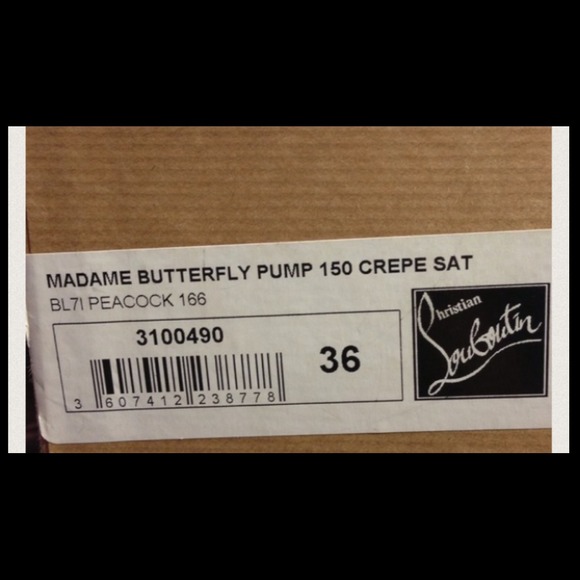 MADAME BUTTERFLY PUMP 150 CREPE SAT
BL7I PEACOCK 166
3100490
36
3 607412 238778
Christian
Louboutin